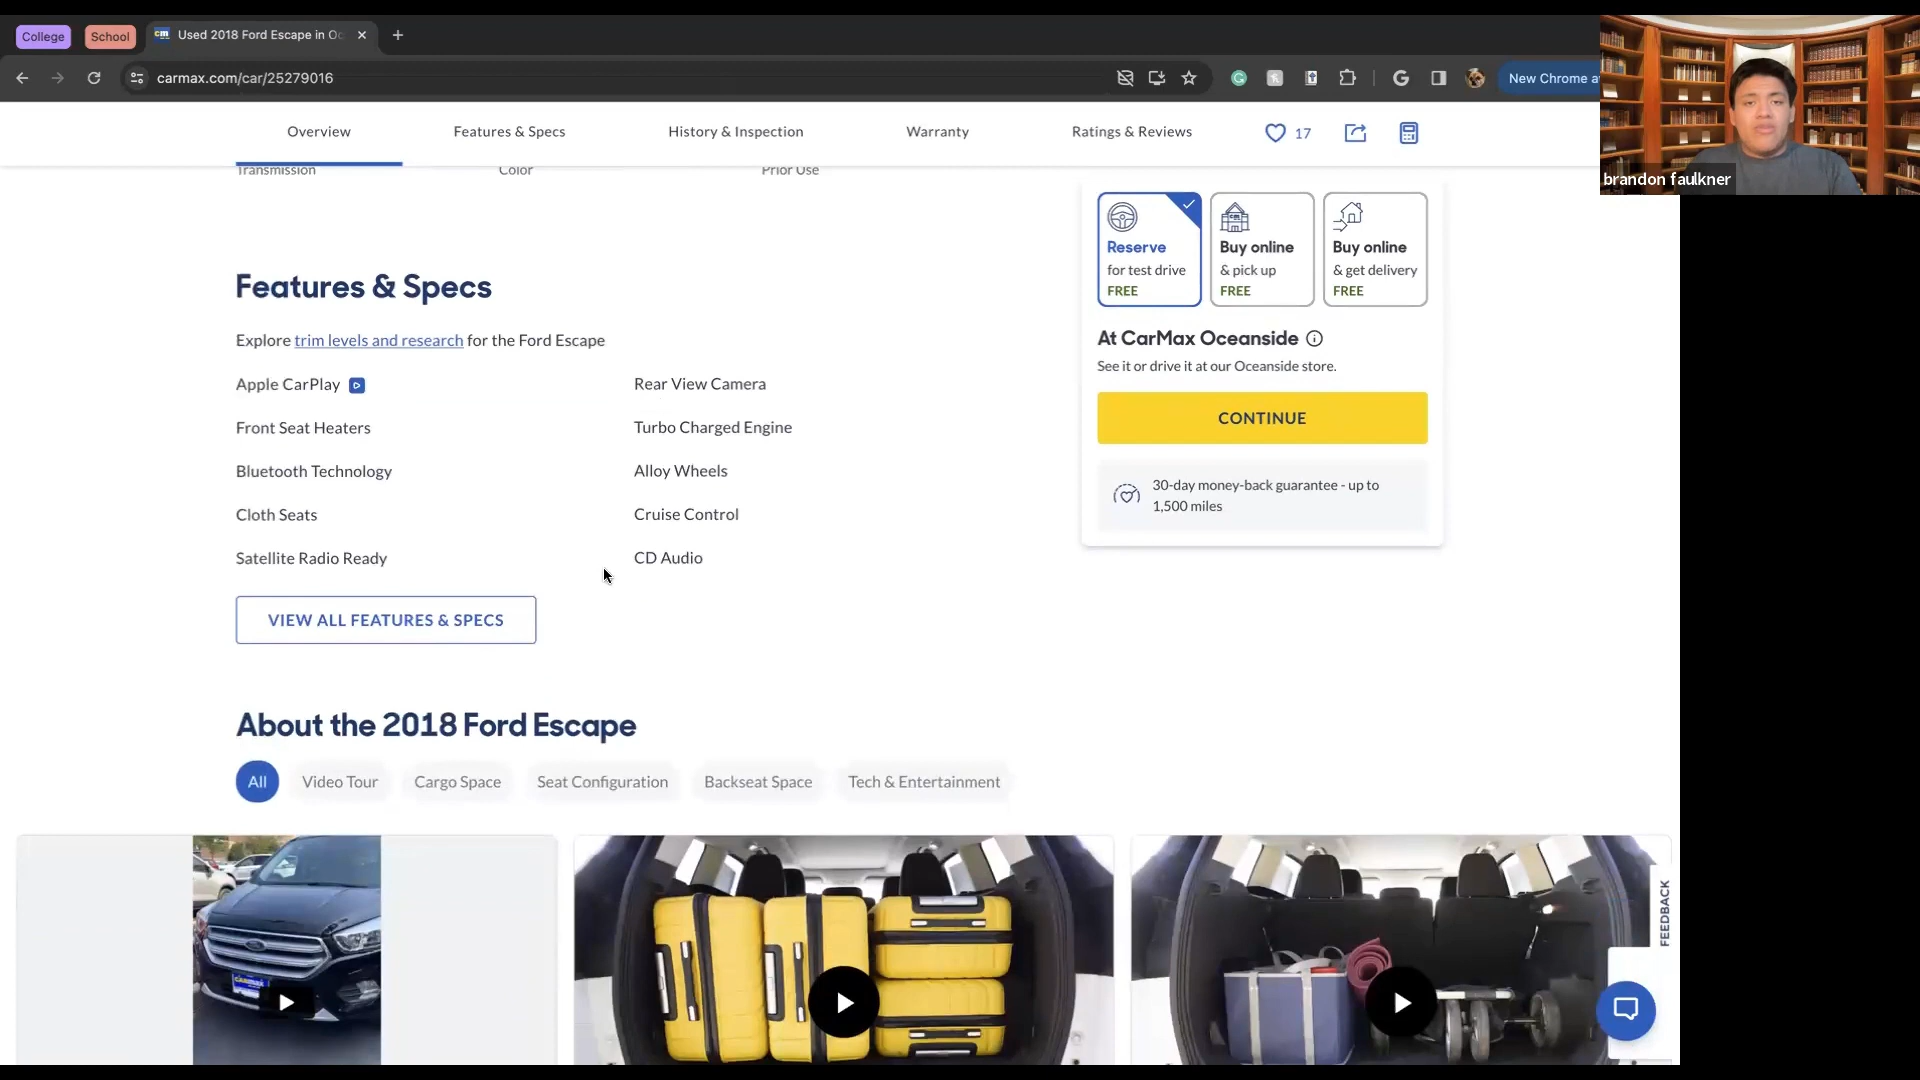 College
School
cm
Used 2018 Ford Escape in Oc
carmax.com/car/25279016
New Chrome a
Overview
Features & Specs
History & Inspection
Warranty
Ratings & Reviews
17
Transmission
Color
Prior Use
brandon faulkner
Reserve
for test drive
FREE
Buy online
& pick up
FREE
Buy online
& get delivery
FREE
Features & Specs
At CarMax Oceanside
See it or drive it at our Oceanside store.
Explore trim levels and research for the Ford Escape
Apple CarPlay
Rear View Camera
Front Seat Heaters
Turbo Charged Engine
CONTINUE
Bluetooth Technology
Alloy Wheels
30-day money-back guarantee - up to
1,500 miles
Cloth Seats
Cruise Control
Satellite Radio Ready
CD Audio
VIEW ALL FEATURES & SPECS
About the 2018 Ford Escape
All
Video Tour
Cargo Space
Seat Configuration
Backseat Space
Tech & Entertainment
FEEDBACK
CarMax